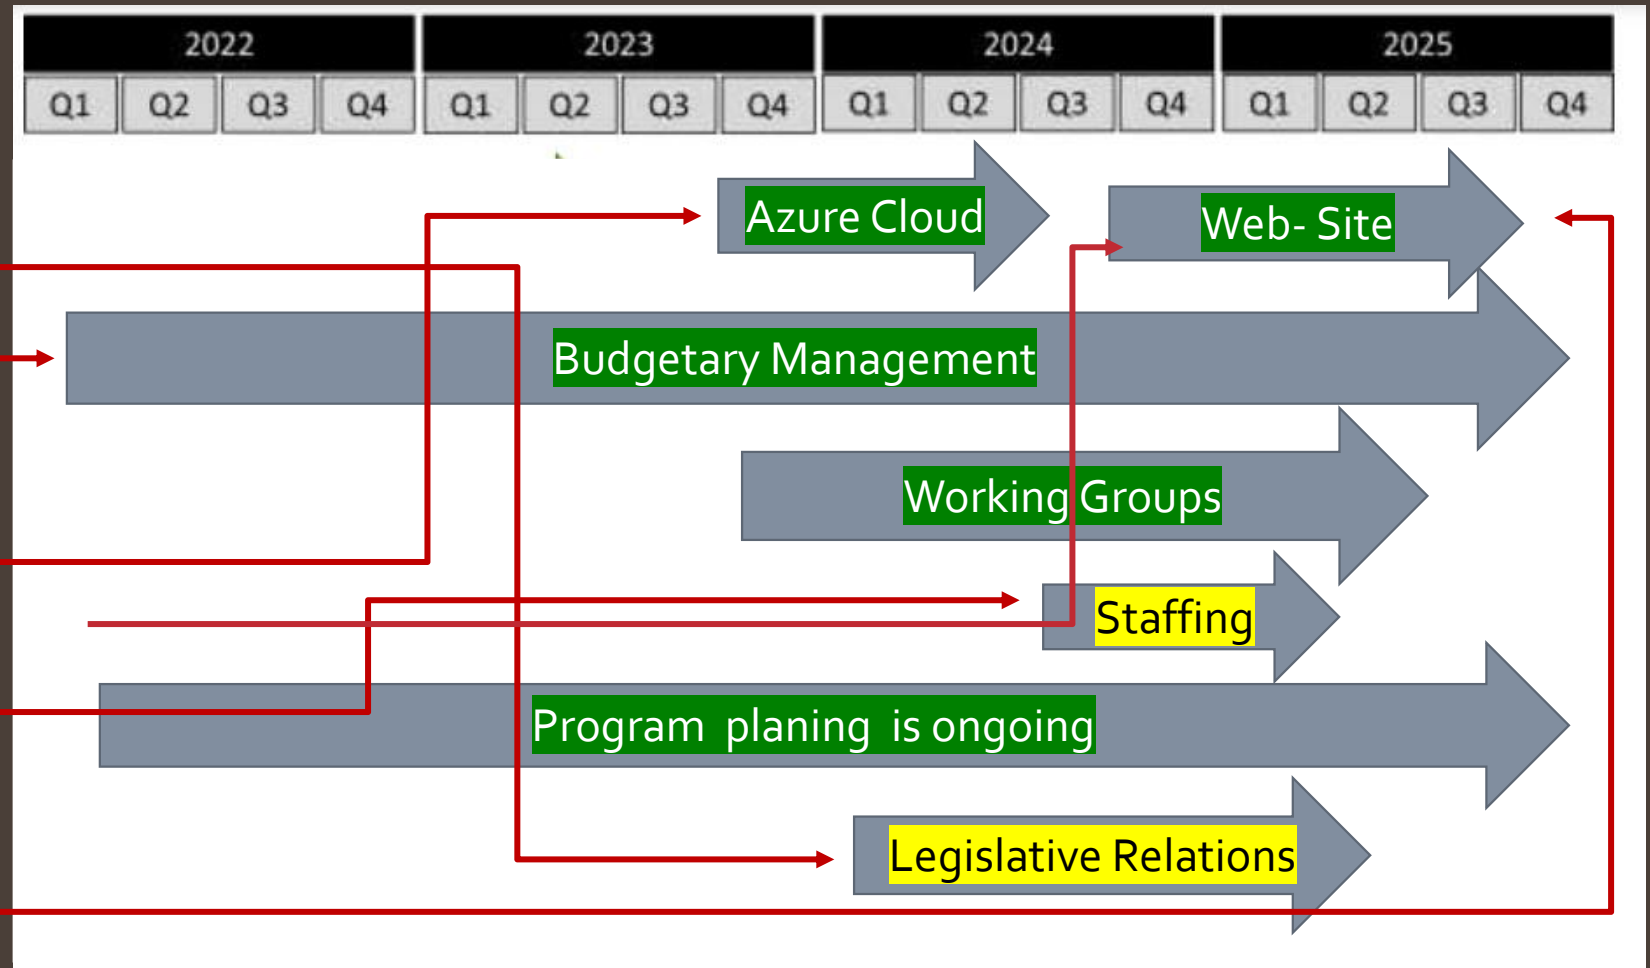 2022 2023 2024 2025
Q1 Q2 Q3 Q4 Q1 Q2 Q3 Q4 Q1 Q2 Q3 Q4 Q1 Q2 Q3 Q4
Azure Cloud
Web- Site
Budgetary Management
Working Groups
Staffing
Program planing is ongoing
Legislative Relations